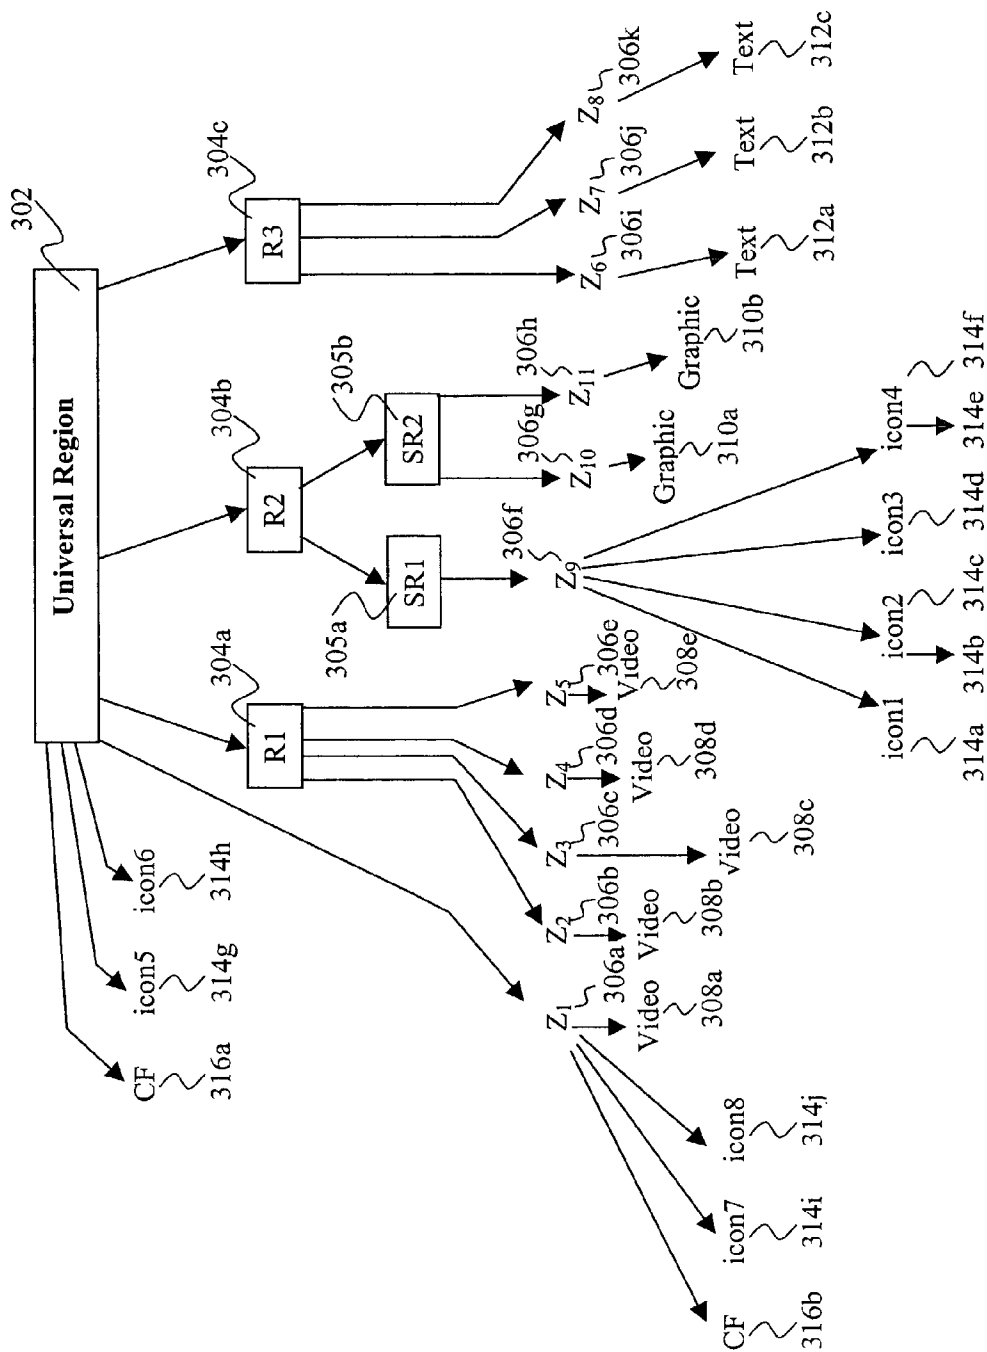 Universal Region
302
CF
316a
icon5
314g
icon6
314h
R1
304a
R2
304b
R3
304c
SR1
305a
SR2
305b
Z1
306a
Z2
306b
Z3
306c
Z4
306d
Z5
306e
Z9
306f
Z10
306g
Z11
306h
Z6
306i
Z7
306j
Z8
306k
Video
308a
Video
308b
Video
308c
Video
308d
Video
308e
Graphic
310a
Graphic
310b
Text
312a
Text
312b
Text
312c
CF
316b
icon7
314i
icon8
314j
icon1
314a
icon2
314b
314c
icon3
314d
icon4
314e
314f